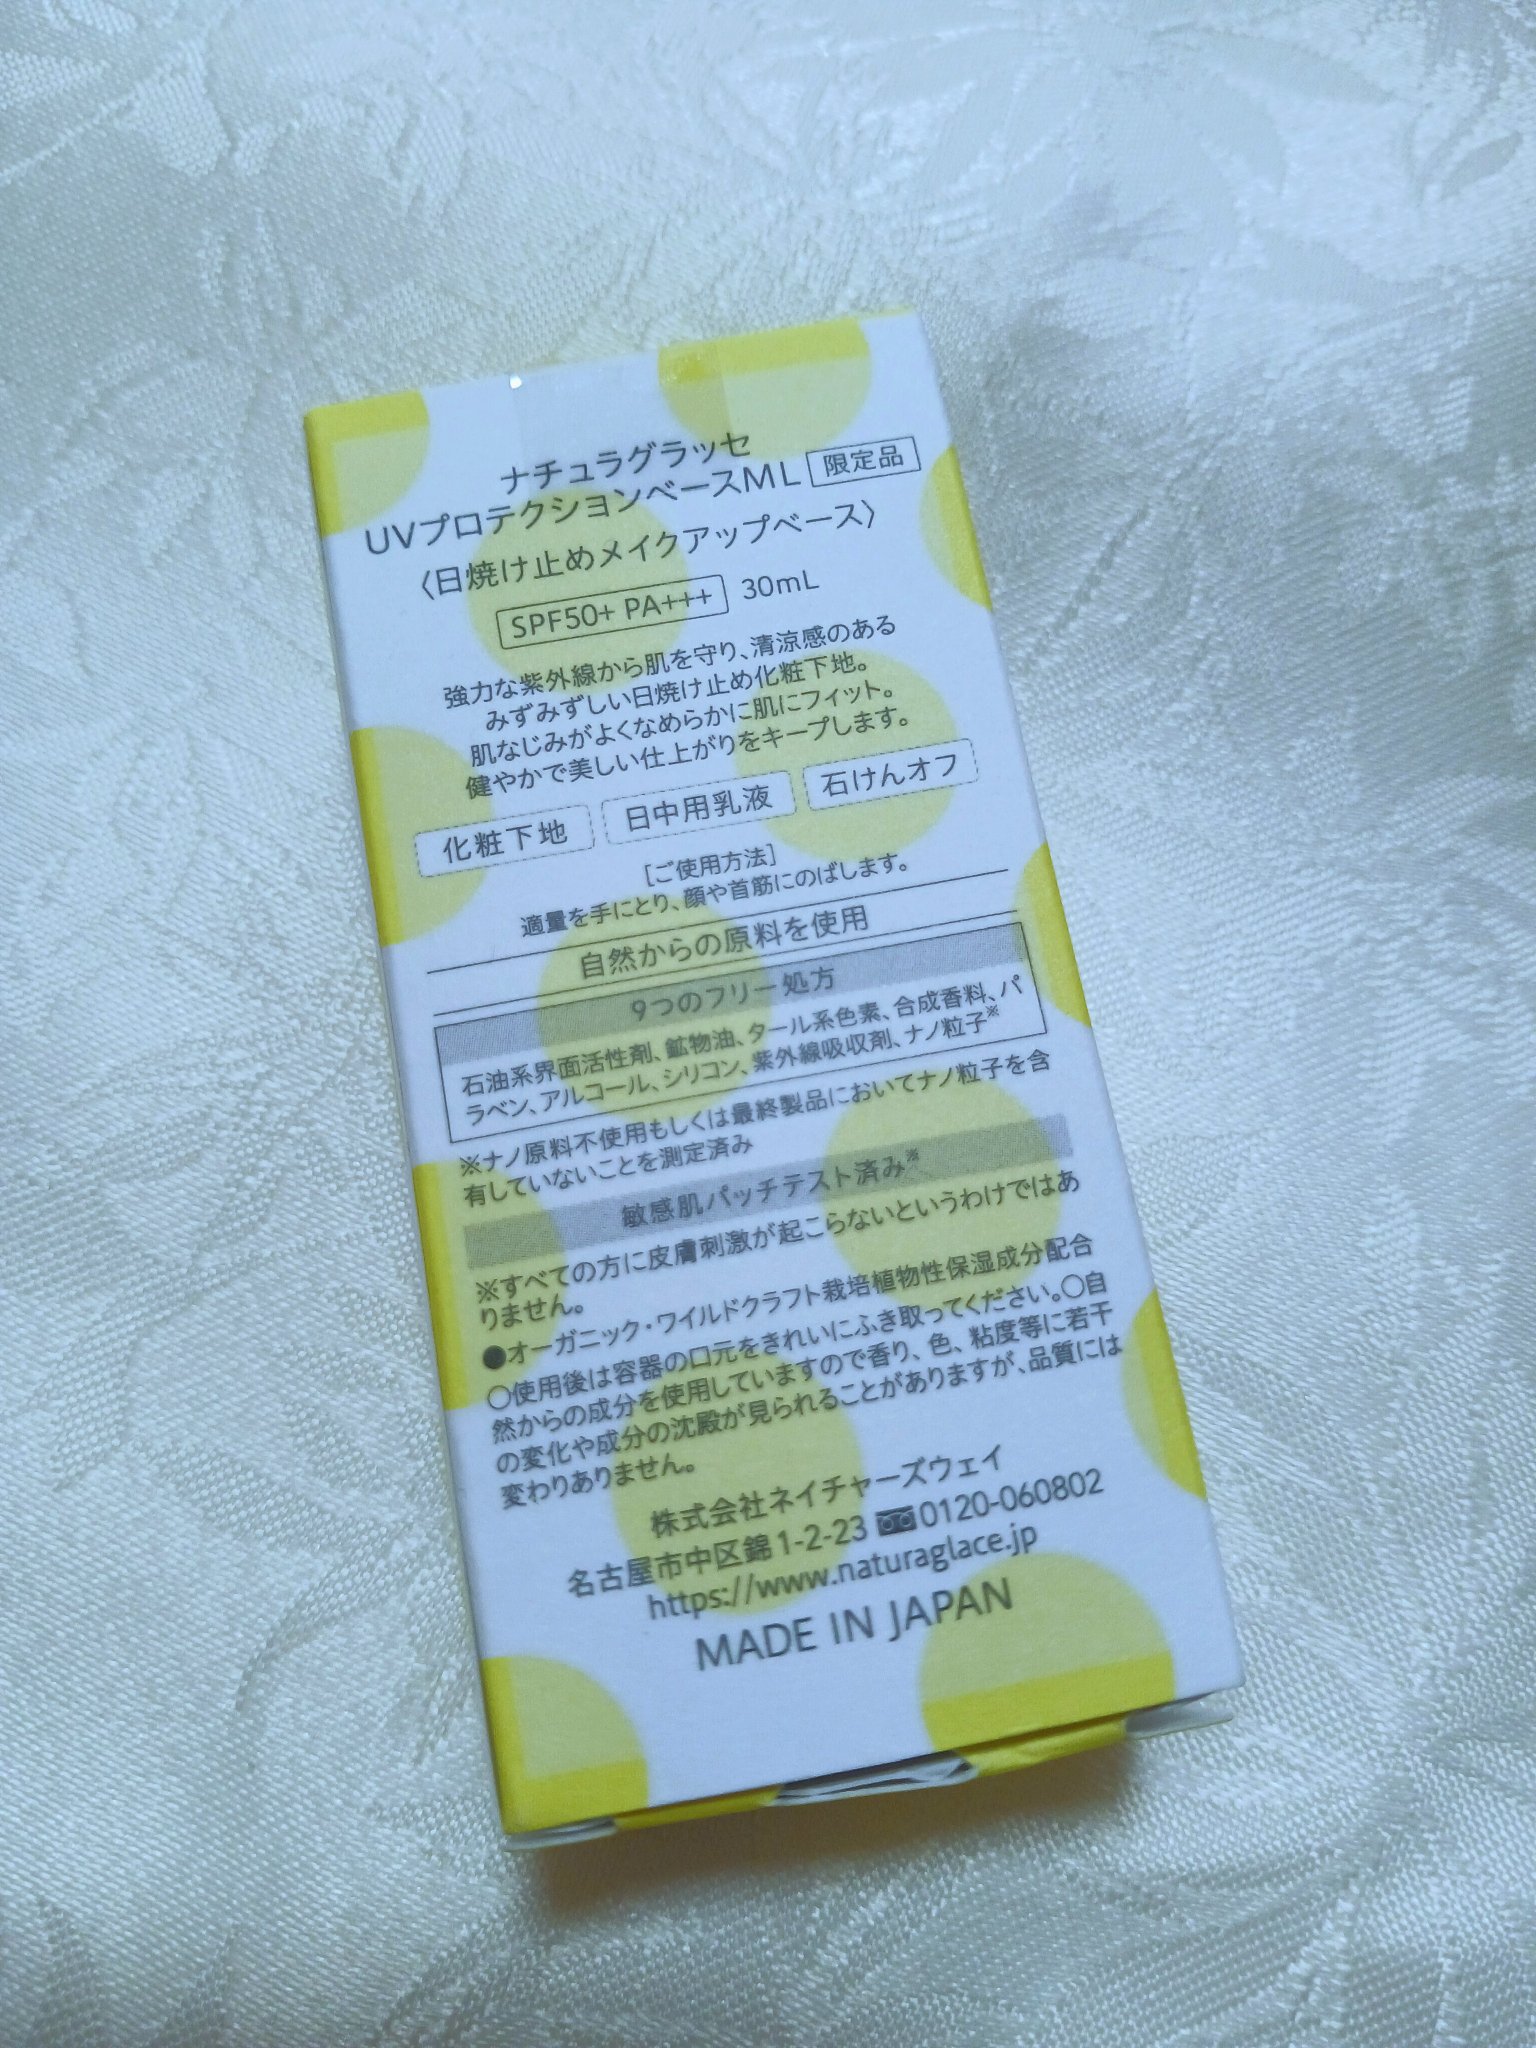 ナチュラグラッセ
UVプロテクションベースML 限定品
〈日焼け止めメイクアップベース〉
SPF50+ PA+++ 30mL
強力な紫外線から肌を守り、清涼感のある
みずみずしい日焼け止め化粧下地。
肌なじみがよくなめらかに肌にフィット。
健やかで美しい仕上がりをキープします。
化粧下地 日中用乳液 石けんオフ
[ご使用方法]
適量を手にとり、顔や首筋にのばします。
自然からの原料を使用
9つのフリー処方
石油系界面活性剤、鉱物油、タール系色素、合成香料、パ
ラベン、アルコール、シリコン、紫外線吸収剤、ナノ粒子※
※ナノ原料不使用もしくは最終製品においてナノ粒子を含
有していないことを測定済み
敏感肌パッチテスト済み※
※すべての方に皮膚刺激が起こらないというわけではあ
りません。
●オーガニック・ワイルドクラフト栽培植物性保湿成分配合
○使用後は容器の口元をきれいにふき取ってください。○自
然からの成分を使用していますので香り、色、粘度等に若干
の変化や成分の沈殿が見られることがありますが、品質には
変わりありません。
株式会社ネイチャーズウェイ
名古屋市中区錦1-2-23 0120-060802
https://www.naturaglace.jp
MADE IN JAPAN